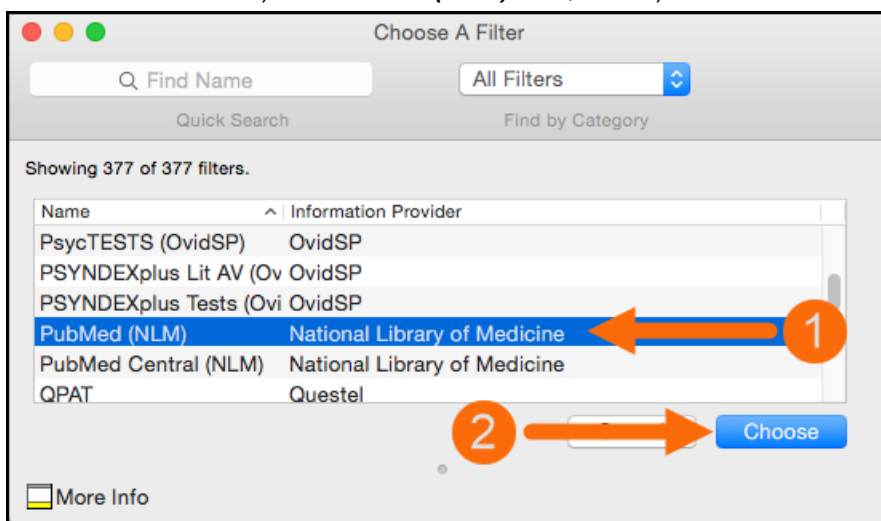 Choose A Filter
Find Name
All Filters
Quick Search
Find by Category
Showing 377 of 377 filters.
Name Information Provider
PsycTESTS (OvidSP) OvidSP
PSYNDEXplus Lit AV (Ov OvidSP
PSYNDEXplus Tests (Ovi OvidSP
PubMed (NLM) National Library of Medicine 1
PubMed Central (NLM) National Library of Medicine
QPAT Questel
2 Choose
More Info